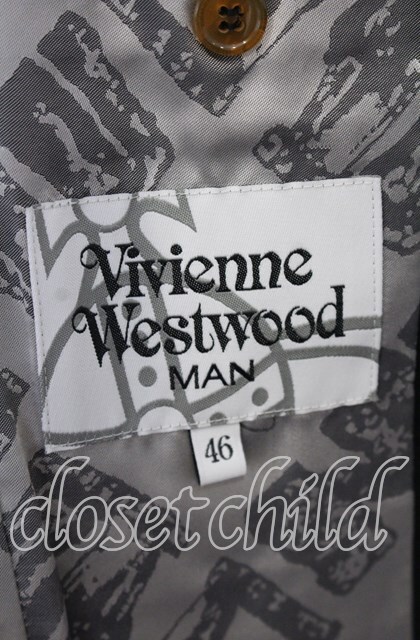 Vivienne
Westwood
MAN
46
closet child